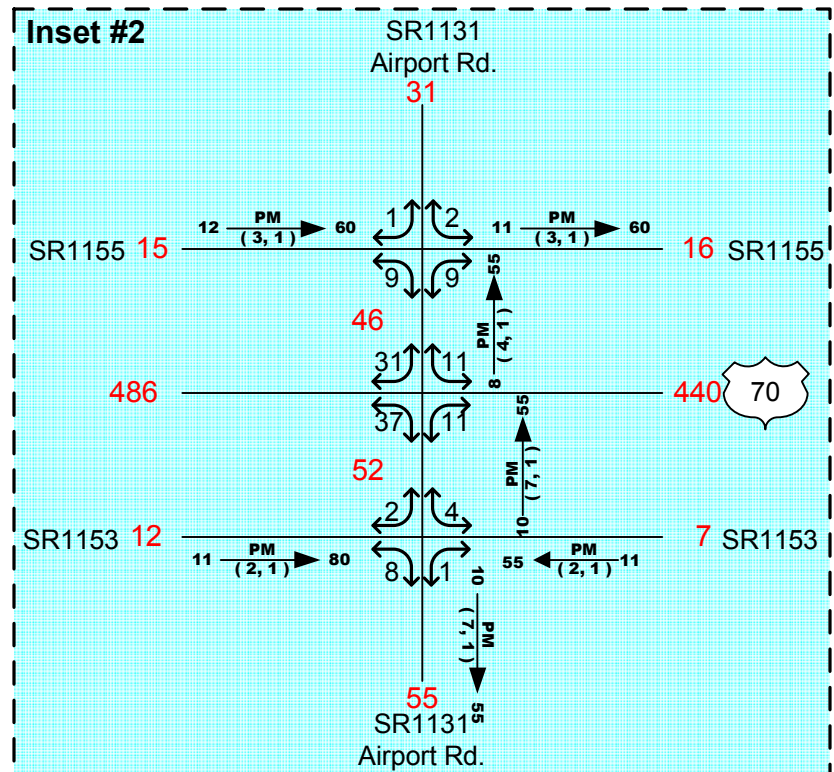 Inset #2
SR1131
Airport Rd.
31
1 2
12 PM 60
( 3, 1 )
11 PM 60
( 3, 1 )
SR1155 15
16 SR1155
9 9
55
PM
( 4, 1 )
8
46
31 11
486
440 70
37 11
55
PM
( 7, 1 )
10
52
2 4
SR1153 12
7 SR1153
11 PM 80
( 2, 1 )
55 PM 11
( 2, 1 )
8 1
10
PM
( 7, 1 )
55
55
SR1131
Airport Rd.